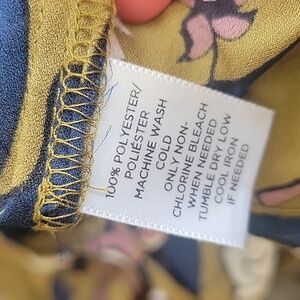 100% POLYESTER/
POLIÉSTER
MACHINE WASH
COLD
ONLY NON-
CHLORINE BLEACH
WHEN NEEDED
TUMBLE DRY LOW
COOL IRON
IF NEEDED